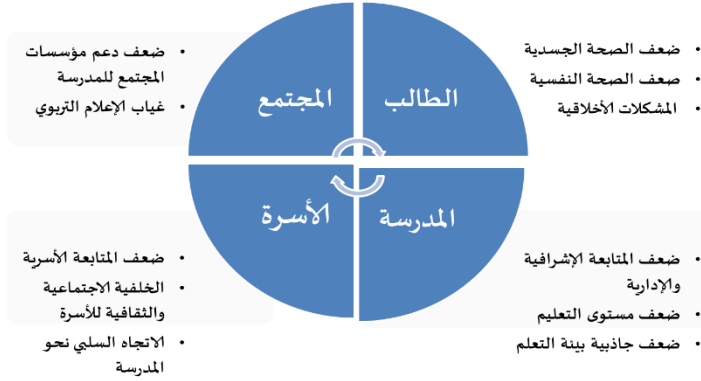 الطالب
• ضعف الصحة الجسدية
• صعف الصحة النفسية
• المشكلات الأخلاقية
المجتمع
• ضعف دعم مؤسسات
المجتمع للمدرسة
• غياب الإعلام التربوي
المدرسة
• ضعف المتابعة الإشرافية
والإدارية
• ضعف مستوى التعليم
• ضعف جاذبية بيئة التعلم
الأسرة
• ضعف المتابعة الأسرية
• الخلفية الاجتماعية
والثقافية للأسرة
• الاتجاه السلبي نحو
المدرسة